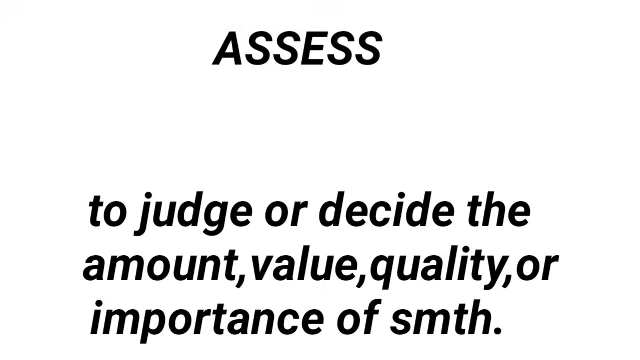 ASSESS
to judge or decide the
amount,value,quality,or
importance of smth.